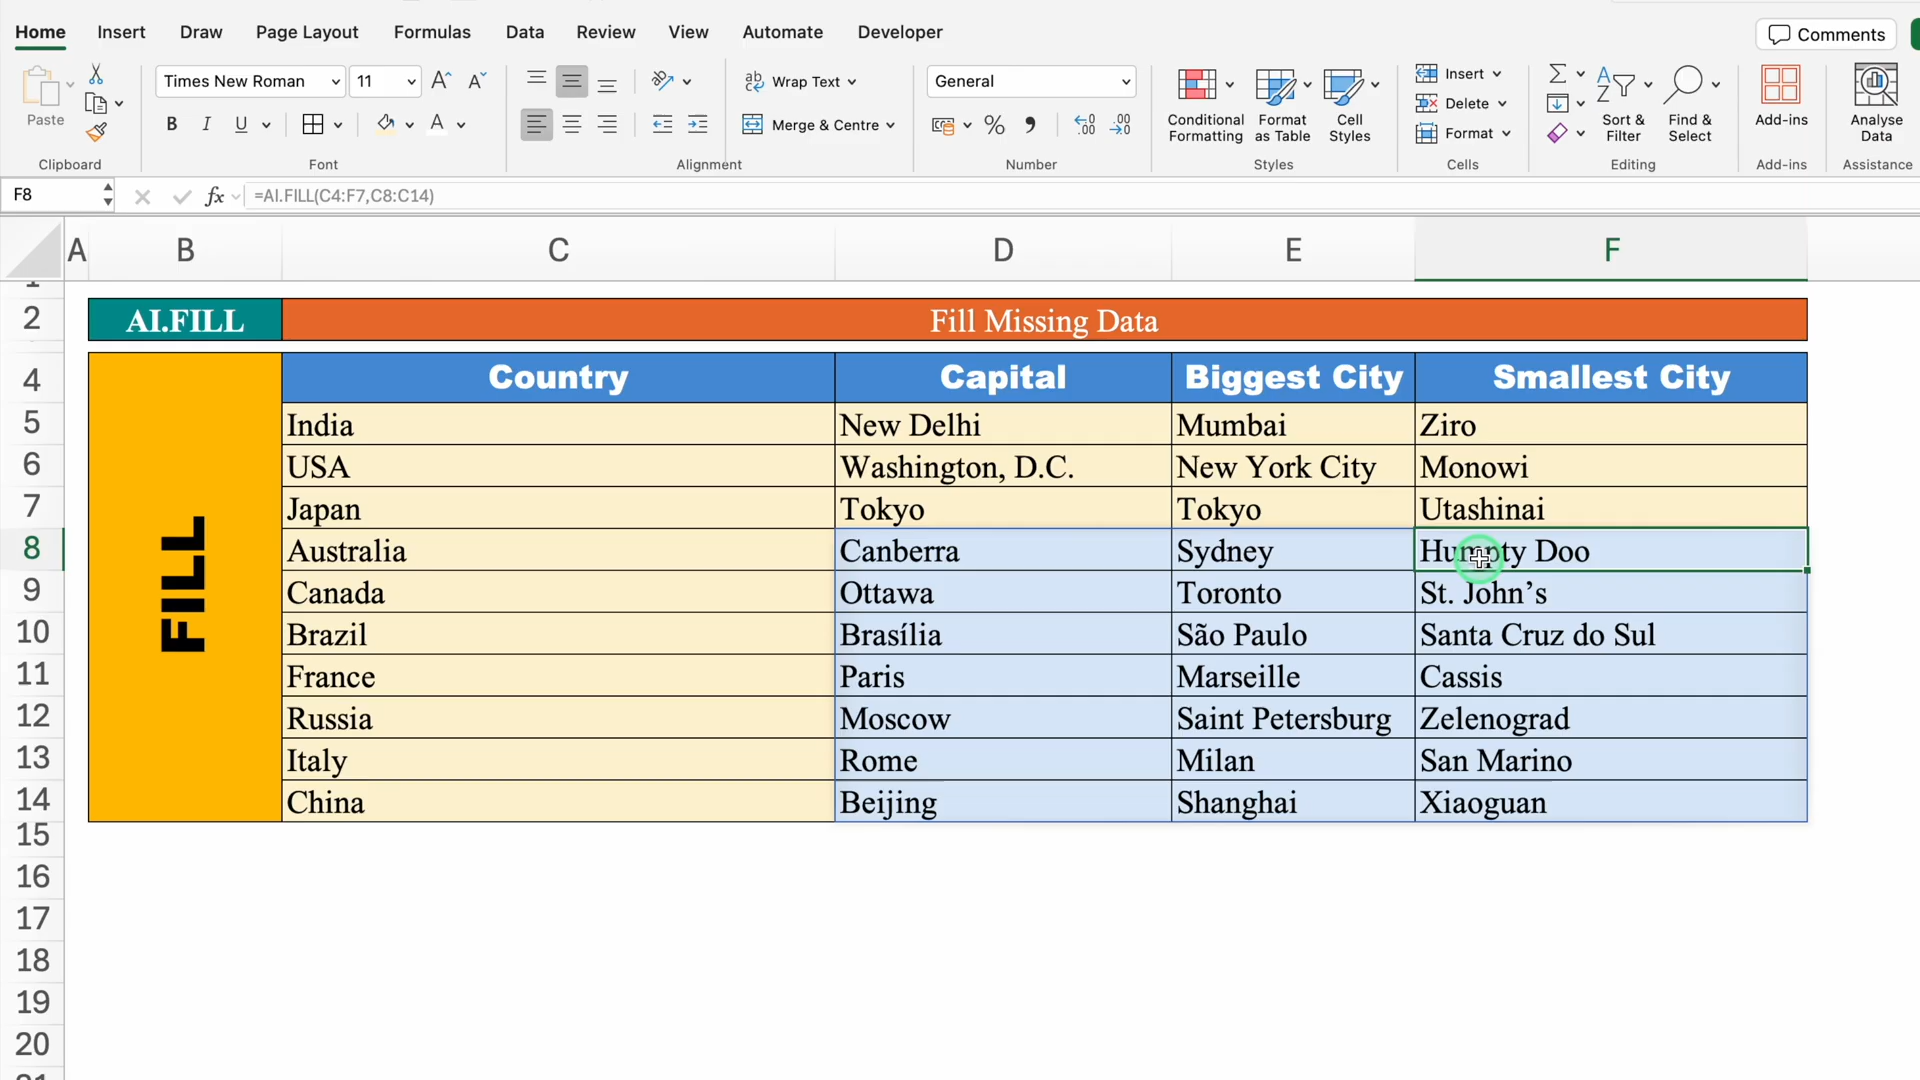 Home Insert Draw Page Layout Formulas Data Review View Automate Developer Comments
Paste Times New Roman 11 Wrap Text General Conditional Formatting Format as Table Cell Styles Insert Sort & Filter Find & Select Add-ins Analyse Data
B I U A Merge & Centre % Delete
Format
Clipboard Font Alignment Number Styles Cells Editing Add-ins Assistance
F8 fx =AI.FILL(C4:F7,C8:C14)
A B C D E F
2 AI.FILL Fill Missing Data
FILL
4 Country Capital Biggest City Smallest City
5 India New Delhi Mumbai Ziro
6 USA Washington, D.C. New York City Monowi
7 Japan Tokyo Tokyo Utashinai
8 Australia Canberra Sydney Humpty Doo
9 Canada Ottawa Toronto St. John’s
10 Brazil Brasília São Paulo Santa Cruz do Sul
11 France Paris Marseille Cassis
12 Russia Moscow Saint Petersburg Zelenograd
13 Italy Rome Milan San Marino
14 China Beijing Shanghai Xiaoguan
15
16
17
18
19
20